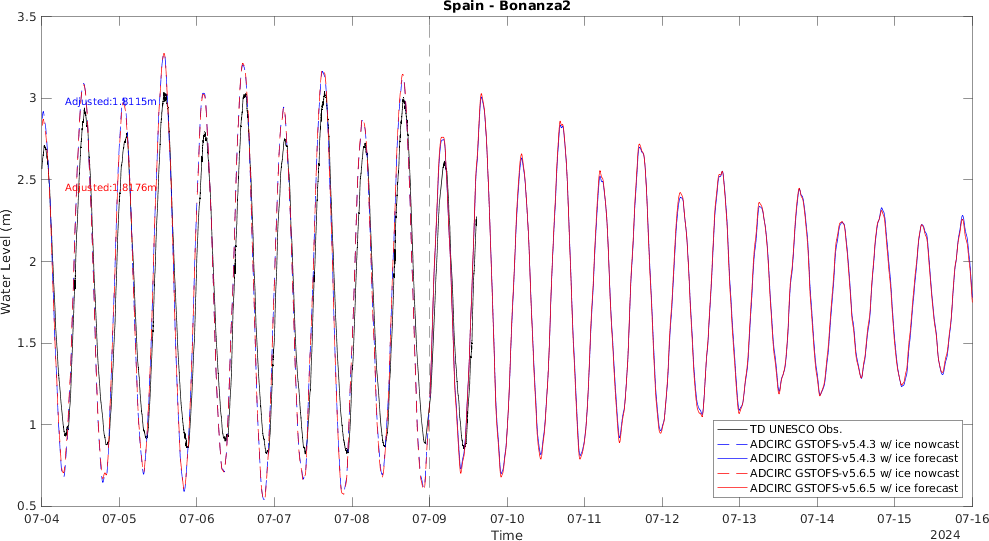 Spain - Bonanza2
3.5
3
2.5
2
1.5
1
0.5
Water Level (m)
Adjusted:1.8115m
Adjusted:1.8176m
TD UNESCO Obs.
ADCIRC GSTOFS-v5.4.3 w/ ice nowcast
ADCIRC GSTOFS-v5.4.3 w/ ice forecast
ADCIRC GSTOFS-v5.6.5 w/ ice nowcast
ADCIRC GSTOFS-v5.6.5 w/ ice forecast
07-04 07-05 07-06 07-07 07-08 07-09 07-10 07-11 07-12 07-13 07-14 07-15 07-16
Time
2024